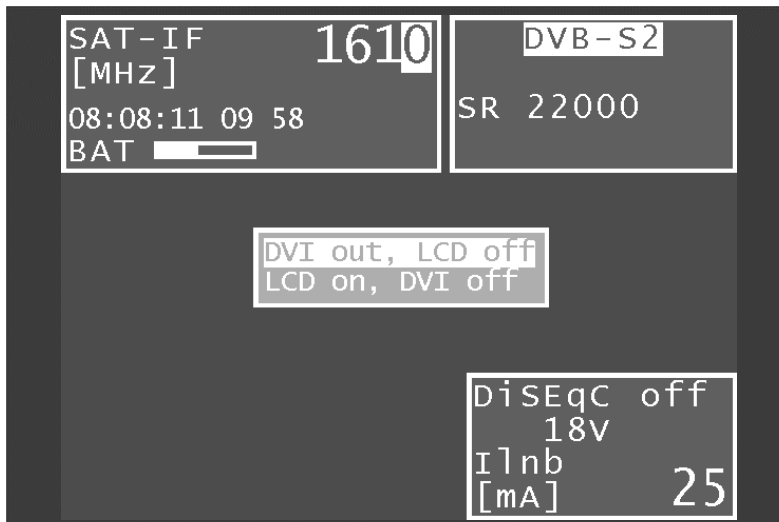 SAT-IF 1610
[MHz]
08:08:11 09 58
BAT
DVB-S2
SR 22000
DVI out, LCD off
LCD on, DVI off
DiSEqC off
18V
Ilnb
[mA] 25